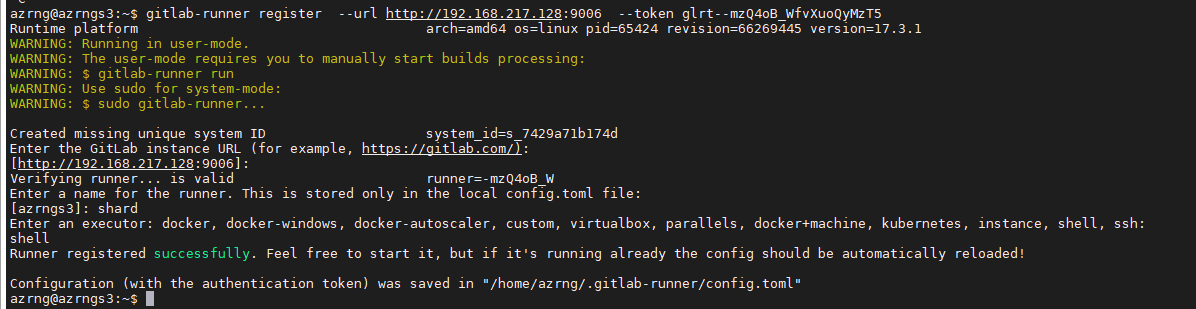 azrng@azrngs3:~$ gitlab-runner register  --url http://192.168.217.128:9006  --token glrt--mzQ4oB_WfvXuoQyMzT5
Runtime platform                                    arch=amd64 os=linux pid=65424 revision=66269445 version=17.3.1
WARNING: Running in user-mode.
WARNING: The user-mode requires you to manually start builds processing:
WARNING: $ gitlab-runner run
WARNING: Use sudo for system-mode:
WARNING: $ sudo gitlab-runner...
Created missing unique system ID                    system_id=s_7429a71b174d
Enter the GitLab instance URL (for example, https://gitlab.com/):
[http://192.168.217.128:9006]:
Verifying runner... is valid                        runner=-mzQ4oB_W
Enter a name for the runner. This is stored only in the local config.toml file:
[azrngs3]: shard
Enter an executor: docker, docker-windows, docker-autoscaler, custom, virtualbox, parallels, docker+machine, kubernetes, instance, shell, ssh:
shell
Runner registered successfully. Feel free to start it, but if it's running already the config should be automatically reloaded!
Configuration (with the authentication token) was saved in "/home/azrng/.gitlab-runner/config.toml"
azrng@azrngs3:~$